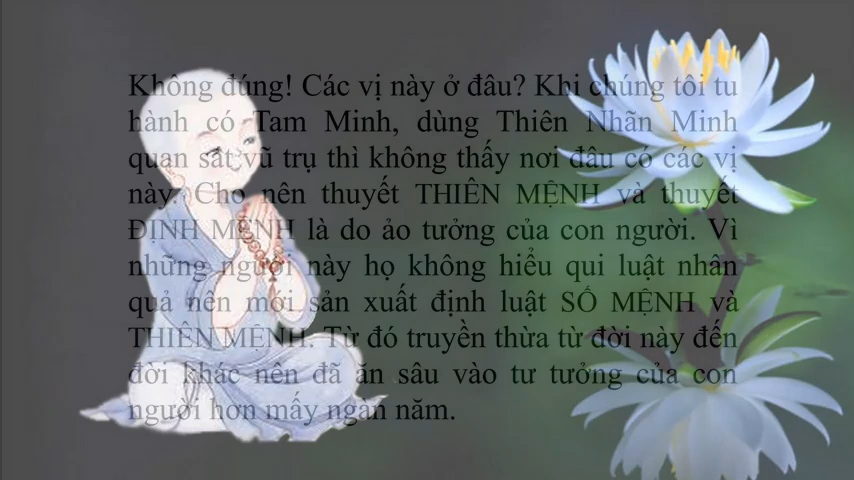 Không đúng! Các vị này ở đâu? Khi chúng tôi tu
hành có Tam Minh, dùng Thiên Nhãn Minh
quan sát vũ trụ thì không thấy nơi đâu có các vị
này. Cho nên thuyết THIÊN MỆNH và thuyết
ĐỊNH MỆNH là do ảo tưởng của con người. Vì
những người này họ không hiểu qui luật nhân
quả nên mới sản xuất định luật SỐ MỆNH và
THIÊN MỆNH. Từ đó truyền thừa từ đời này đến
đời khác nên đã ăn sâu vào tư tưởng của con
người hơn mấy ngàn năm.